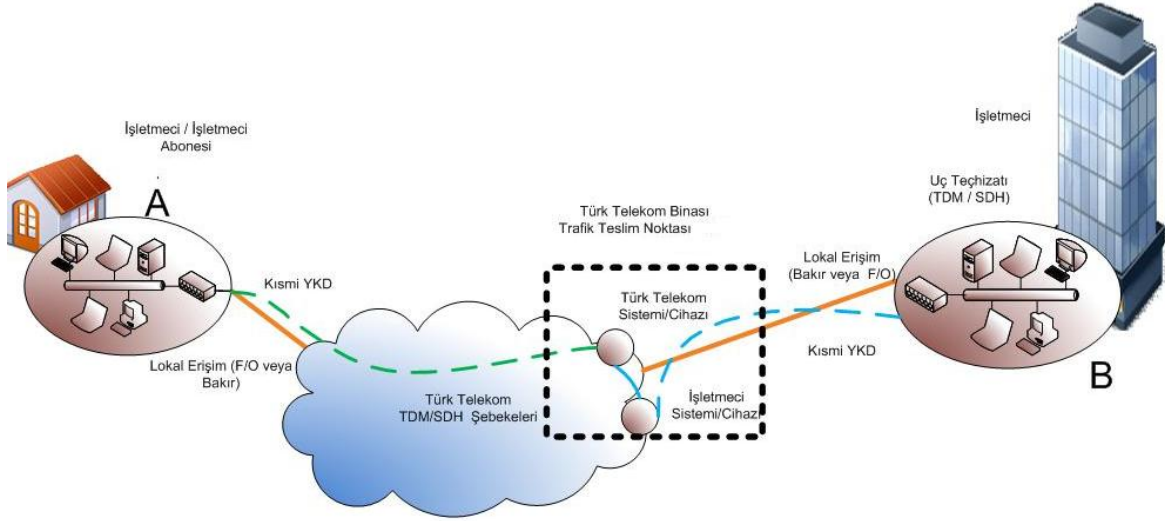 İşletmeci / İşletmeci
Abonesi
A
Kısmi YKD
Lokal Erişim (F/O veya
Bakır)
Türk Telekom
TDM/SDH Şebekeleri
Türk Telekom Binası
Trafik Teslim Noktası
Türk Telekom
Sistemi/Cihazı
İşletmeci
Sistemi/Cihazı
Lokal Erişim
(Bakır veya F/O)
Kısmi YKD
İşletmeci
Uç Teçhizatı
(TDM / SDH)
B